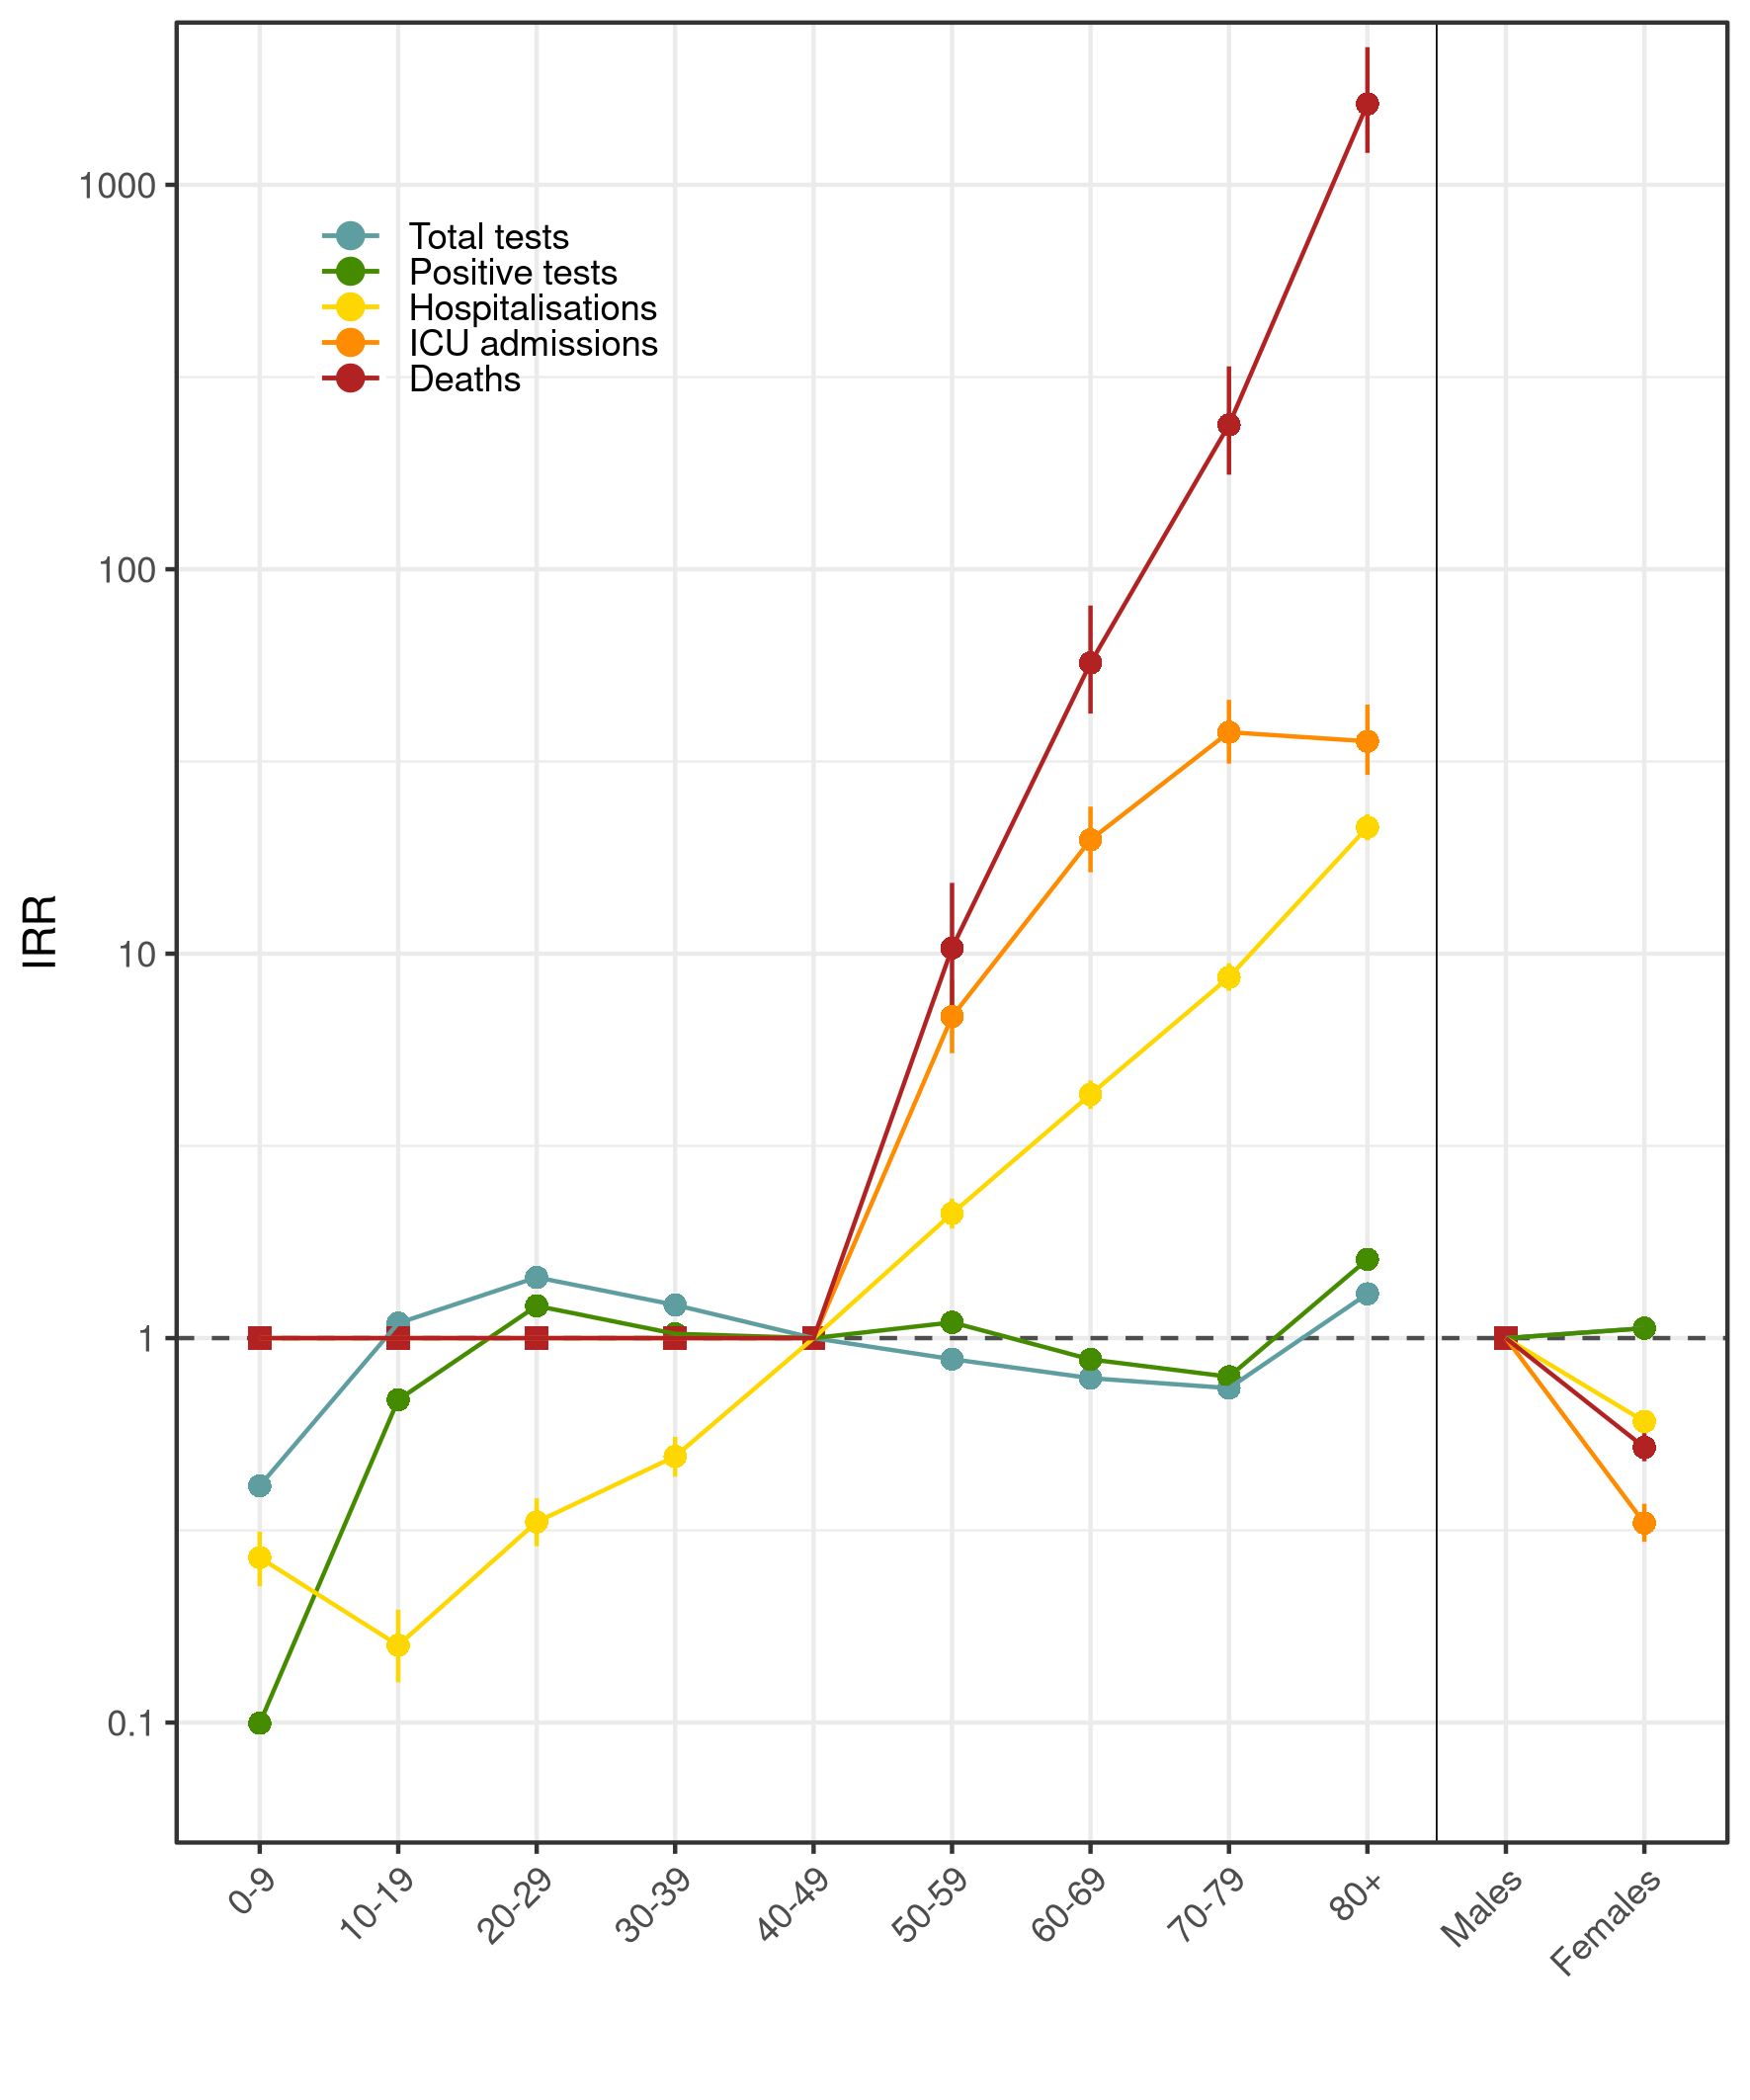 1000
100
10
1
0.1
IRR
Total tests
Positive tests
Hospitalisations
ICU admissions
Deaths
0-9
10-19
20-29
30-39
40-49
50-59
60-69
70-79
80+
Males
Females